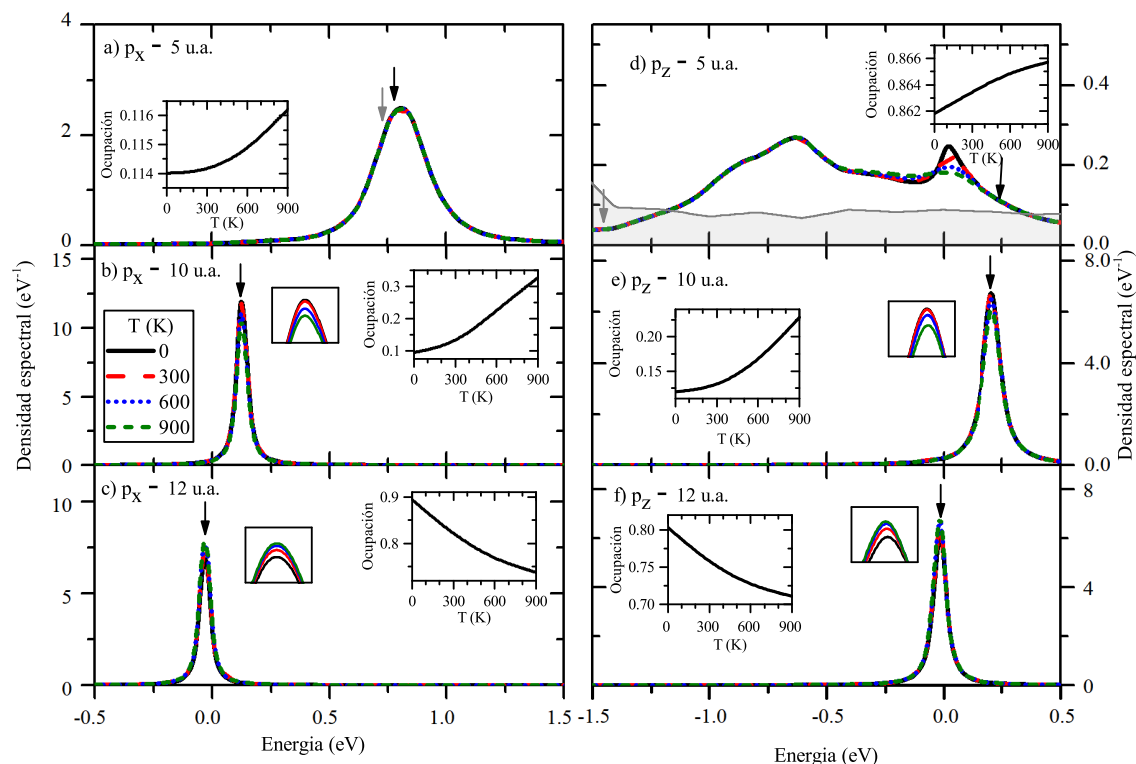 4
2
0
a) pX - 5 u.a.
0.116
0.115
0.114
Ocupación
0 300 600 900
T (K)
d) pZ - 5 u.a.
0.866
0.864
0.862
Ocupación
0 300 600 900
T (K)
0.4
0.2
0.0
15
10
5
0
b) pX - 10 u.a.
T (K)
0
300
600
900
0.3
0.2
0.1
Ocupación
0 300 600 900
T (K)
e) pZ - 10 u.a.
0.20
0.15
Ocupación
0 300 600 900
T (K)
8.0
4.0
0.0
Densidad espectral (eV-1)
Densidad espectral (eV-1)
10
5
0
c) pX - 12 u.a.
0.9
0.8
Ocupación
0 300 600 900
T (K)
f) pZ - 12 u.a.
0.80
0.75
0.70
Ocupación
0 300 600 900
T (K)
8
4
0
-0.5 0.0 0.5 1.0 1.5
Energia (eV)
-1.5 -1.0 -0.5 0.0 0.5
Energia (eV)